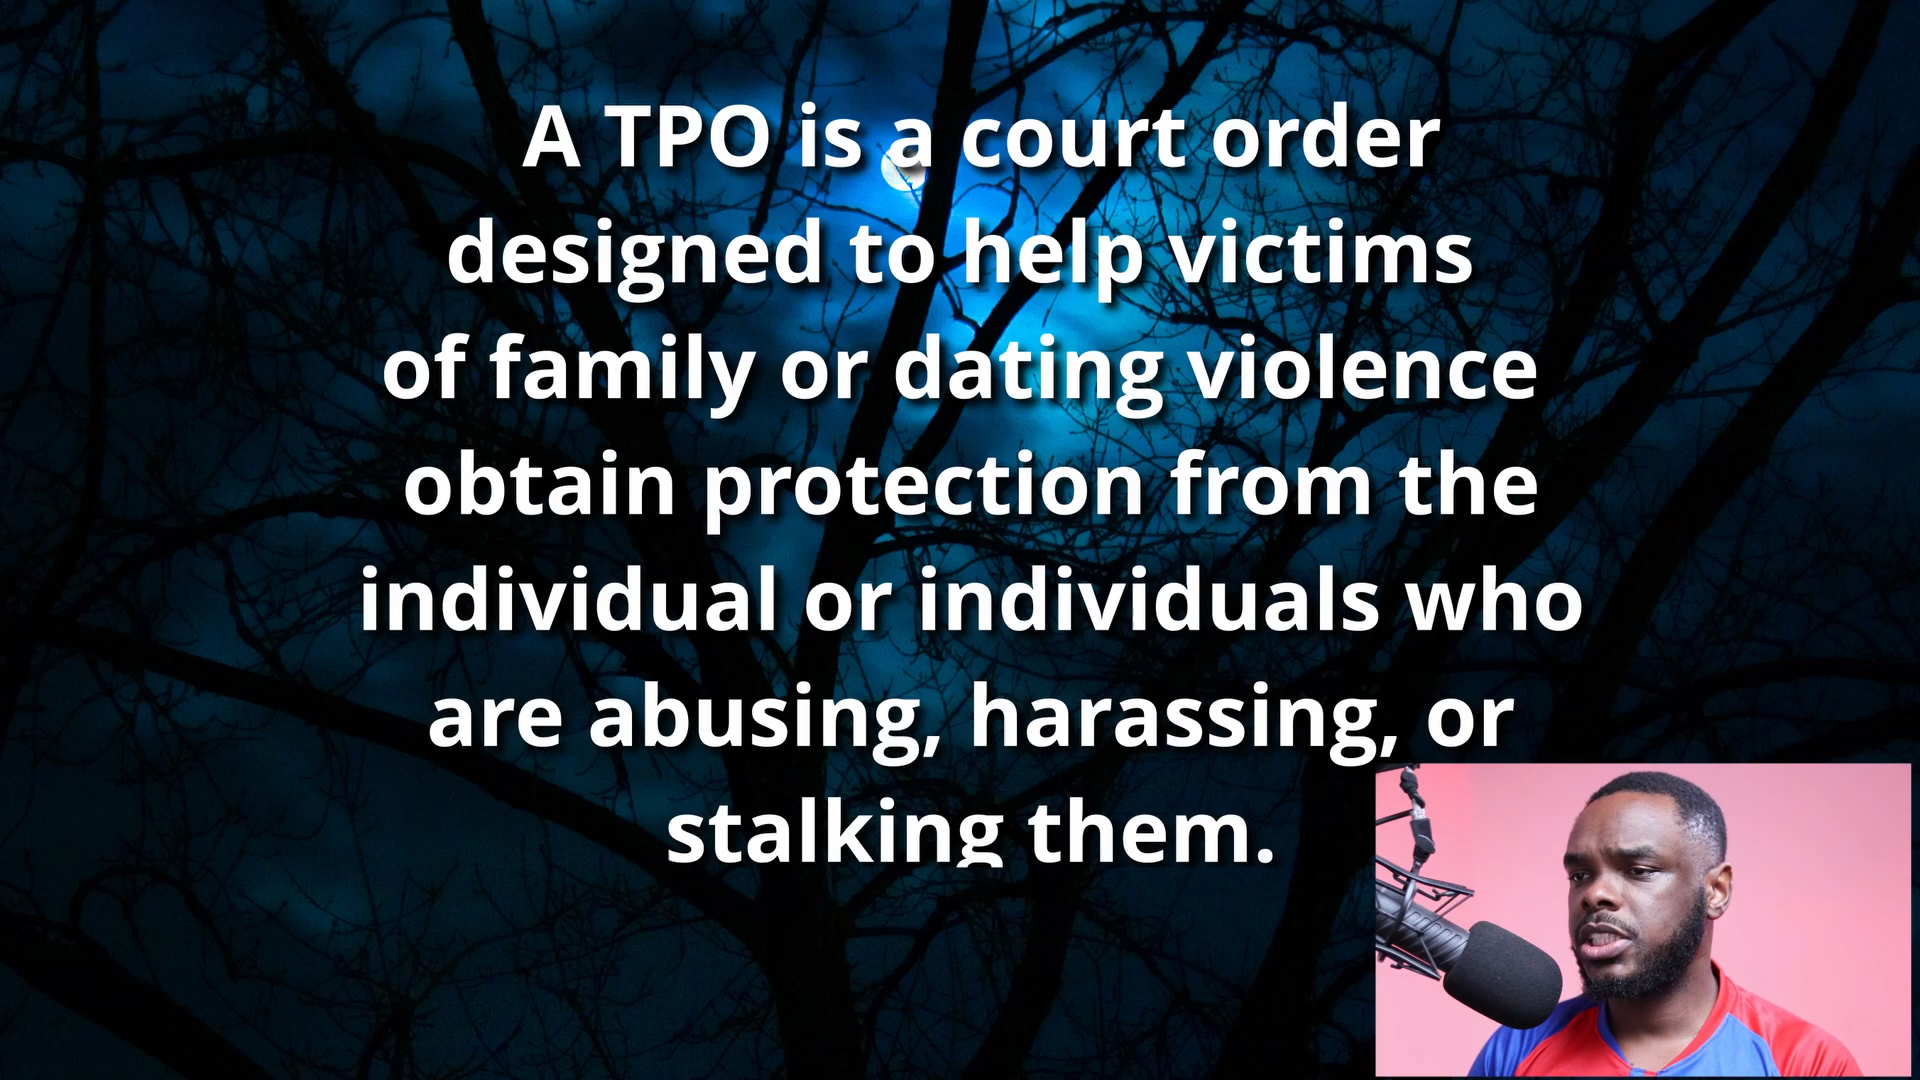 A TPO is a court order
designed to help victims
of family or dating violence
obtain protection from the
individual or individuals who
are abusing, harassing, or
stalking them.